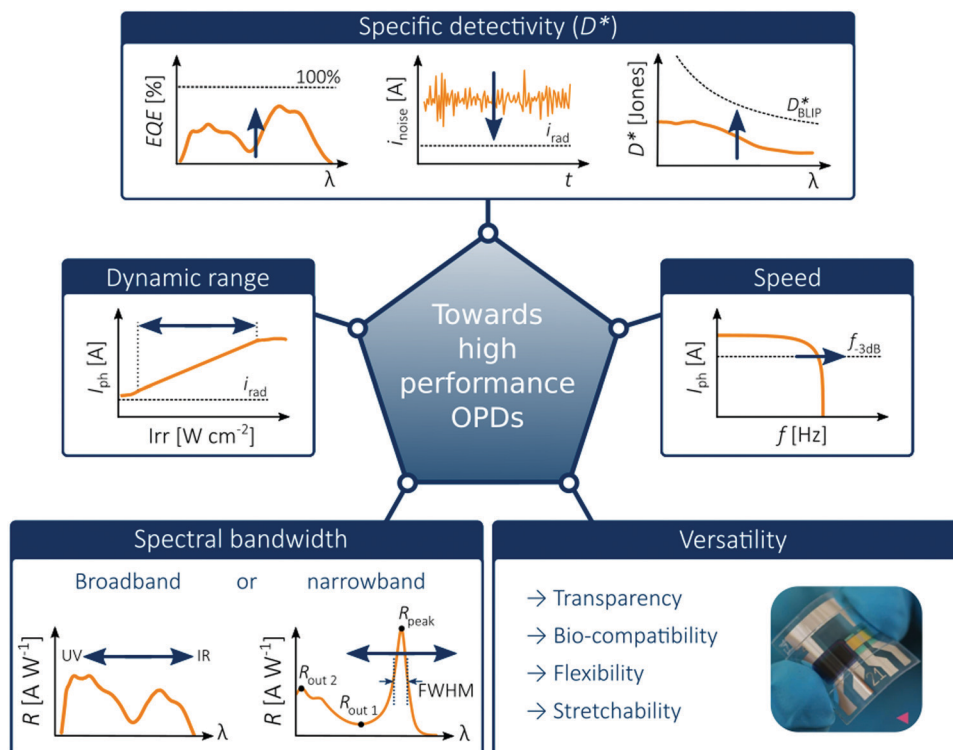 Specific detectivity (D*)
EQE [%]
100%
λ
i_noise [A]
i_rad
t
D* [Jones]
D*_BLIP
λ
Dynamic range
I_ph [A]
i_rad
Irr [W cm⁻²]
Towards
high
performance
OPDs
Speed
I_ph [A]
f_-3dB
f [Hz]
Spectral bandwidth
Broadband or narrowband
R [A W⁻¹]
UV
IR
λ
R [A W⁻¹]
R_out 2
R_out 1
R_peak
FWHM
λ
Versatility
→ Transparency
→ Bio-compatibility
→ Flexibility
→ Stretchability
21